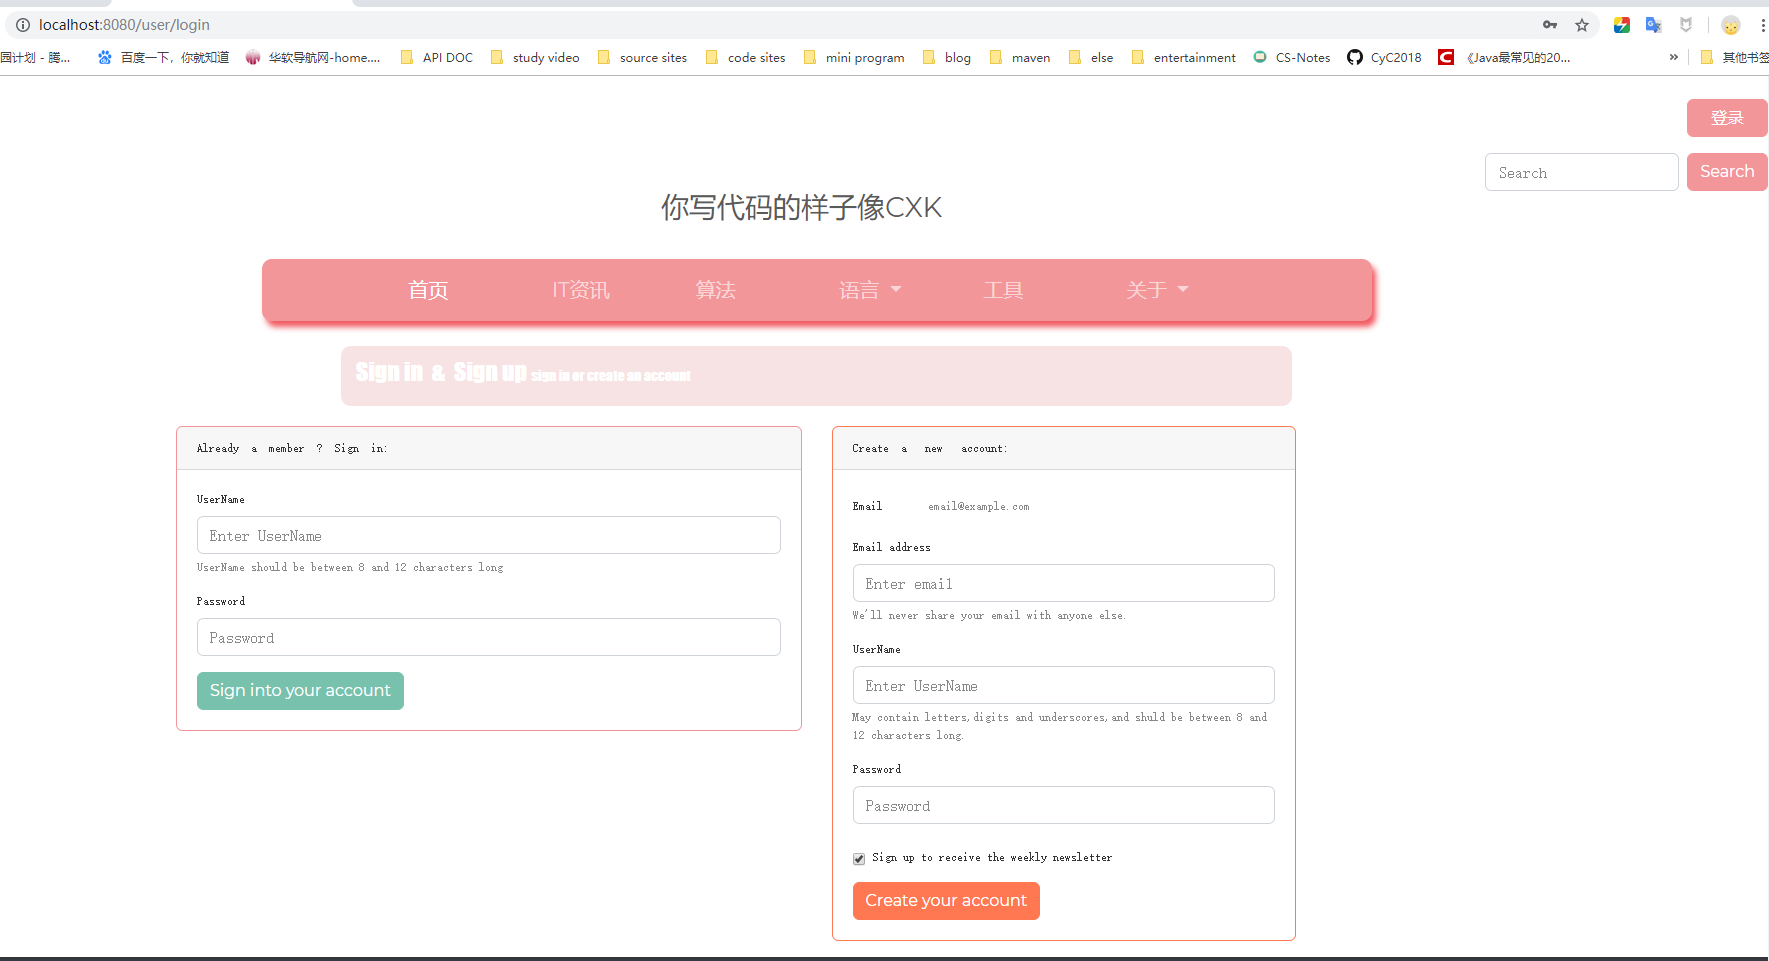 localhost:8080/user/login
园计划 - 腾... 百度一下，你就知道 华软导航网-home.... API DOC study video source sites code sites mini program blog maven else entertainment CS-Notes CyC2018 《Java最常见的20... » 其他书签
登录
Search Search
你写代码的样子像CXK
首页 IT资讯 算法 语言 工具 关于
Sign in & Sign up sign in or create an account
Already a member ? Sign in:
UserName
Enter UserName
UserName should be between 8 and 12 characters long
Password
Password
Sign into your account
Create a new account:
Email email@example.com
Email address
Enter email
We'll never share your email with anyone else.
UserName
Enter UserName
May contain letters,digits and underscores,and shuld be between 8 and
12 characters long.
Password
Password
Sign up to receive the weekly newsletter
Create your account